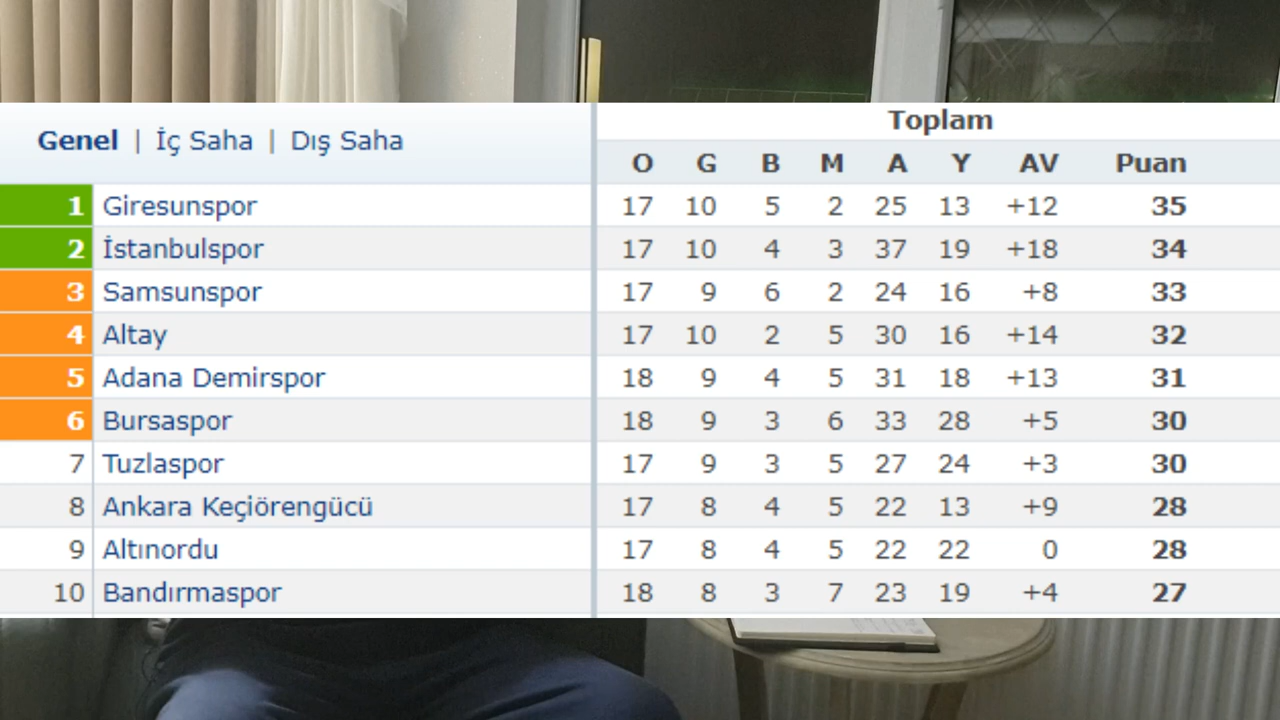 Toplam
Genel | İç Saha | Dış Saha
O G B M A Y AV Puan
1 Giresunspor 17 10 5 2 25 13 +12 35
2 İstanbulspor 17 10 4 3 37 19 +18 34
3 Samsunspor 17 9 6 2 24 16 +8 33
4 Altay 17 10 2 5 30 16 +14 32
5 Adana Demirspor 18 9 4 5 31 18 +13 31
6 Bursaspor 18 9 3 6 33 28 +5 30
7 Tuzlaspor 17 9 3 5 27 24 +3 30
8 Ankara Keçiörengücü 17 8 4 5 22 13 +9 28
9 Altınordu 17 8 4 5 22 22 0 28
10 Bandırmaspor 18 8 3 7 23 19 +4 27